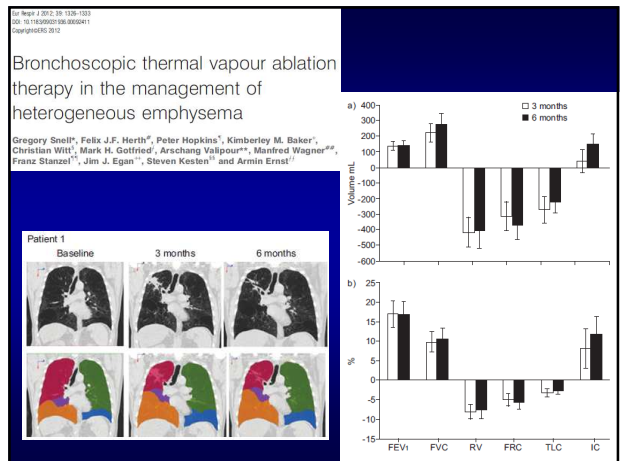 Eur Respir J 2012; 39: 1326–1333
DOI: 10.1183/09031936.00092411
Copyright©ERS 2012
Bronchoscopic thermal vapour ablation
therapy in the management of
heterogeneous emphysema
Gregory Snell*, Felix J.F. Herth#, Peter Hopkins¶, Kimberley M. Baker+,
Christian Witt§, Mark H. Gotfried/, Arschang Valipour**, Manfred Wagner##,
Franz Stanzel¶¶, Jim J. Egan++, Steven Kesten§§ and Armin Ernst//
Patient 1
Baseline 3 months 6 months
a)
400
300
200
100
0
-100
-200
-300
-400
-500
-600
Volume mL
3 months
6 months
b)
25
20
15
10
5
0
-5
-10
-15
%
FEV1 FVC RV FRC TLC IC